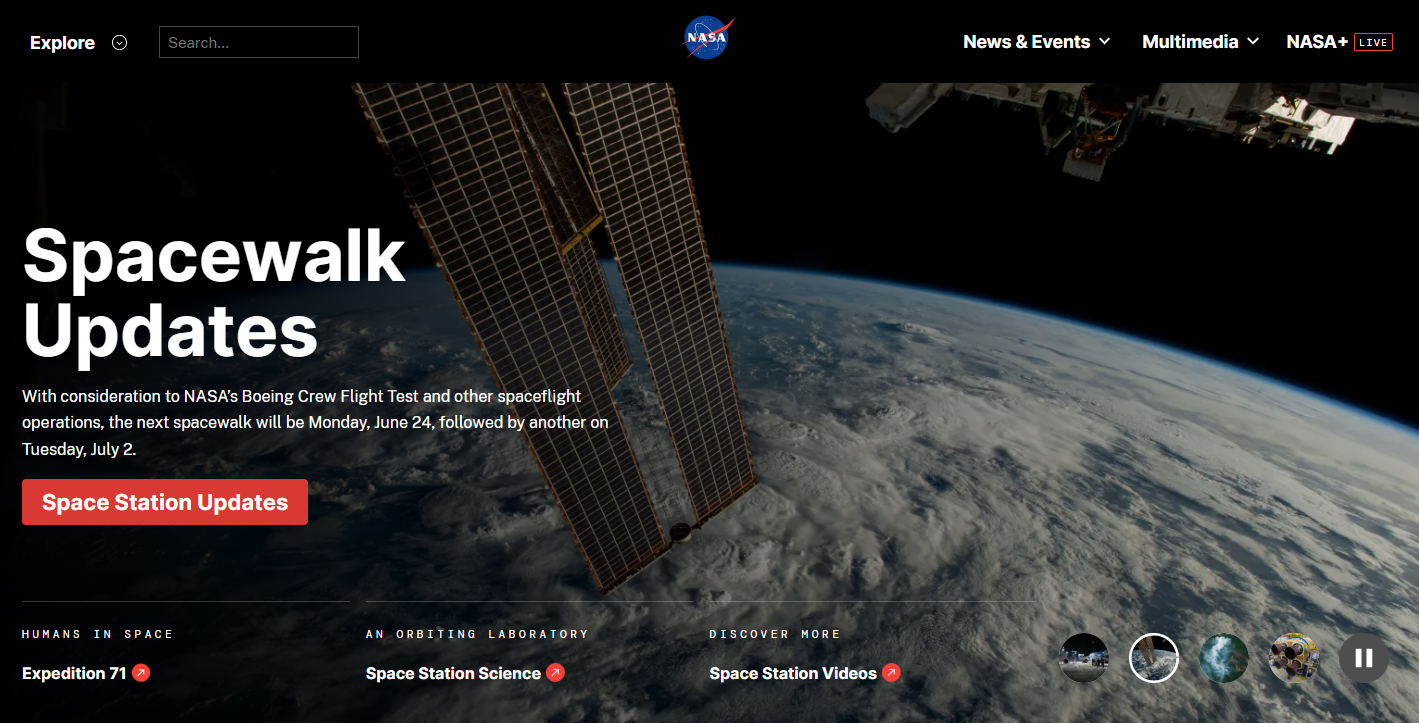 Explore
Search...
NASA
News & Events
Multimedia
NASA+ LIVE
Spacewalk
Updates
With consideration to NASA's Boeing Crew Flight Test and other spaceflight
operations, the next spacewalk will be Monday, June 24, followed by another on
Tuesday, July 2.
Space Station Updates
HUMANS IN SPACE
Expedition 71
AN ORBITING LABORATORY
Space Station Science
DISCOVER MORE
Space Station Videos